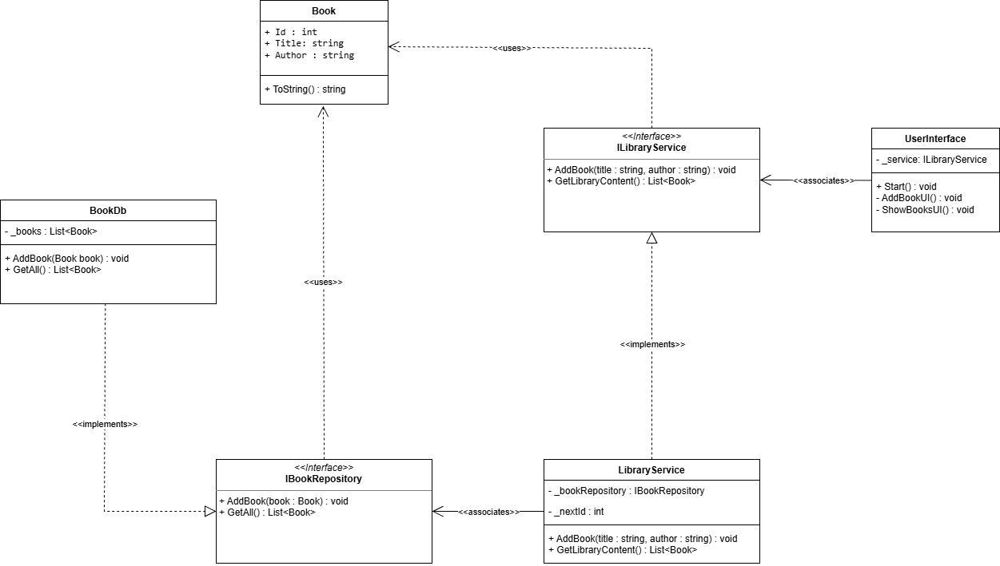 Book
+ Id : int
+ Title: string
+ Author : string
+ ToString() : string
<<uses>>
<<Interface>>
ILibraryService
+ AddBook(title : string, author : string) : void
+ GetLibraryContent() : List<Book>
<<associates>>
UserInterface
- _service: ILibraryService
+ Start() : void
- AddBookUI() : void
- ShowBooksUI() : void
BookDb
- _books : List<Book>
+ AddBook(Book book) : void
+ GetAll() : List<Book>
<<uses>>
<<implements>>
<<implements>>
<<Interface>>
IBookRepository
+ AddBook(book : Book) : void
+ GetAll() : List<Book>
<<associates>>
LibraryService
- _bookRepository : IBookRepository
- _nextId : int
+ AddBook(title : string, author : string) : void
+ GetLibraryContent() : List<Book>